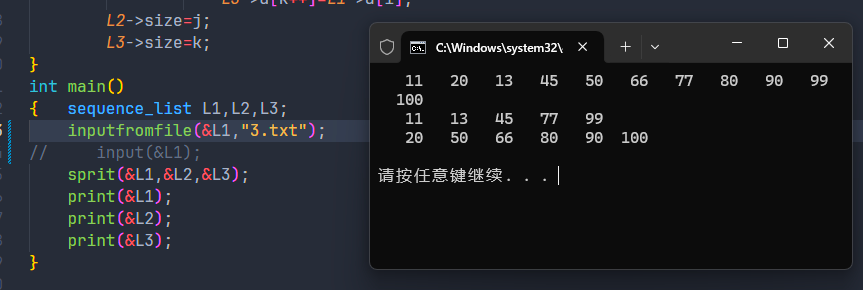 L3->a[k++]=L1->a[i];
L2->size=j;
L3->size=k;
}
int main()
{   sequence_list L1,L2,L3;
inputfromfile(&L1,"3.txt");
//     input(&L1);
sprit(&L1,&L2,&L3);
print(&L1);
print(&L2);
print(&L3);
}
C:\Windows\system32\
11 20 13 45 50 66 77 80 90 99
100
11 13 45 77 99
20 50 66 80 90 100
请按任意键继续. . .